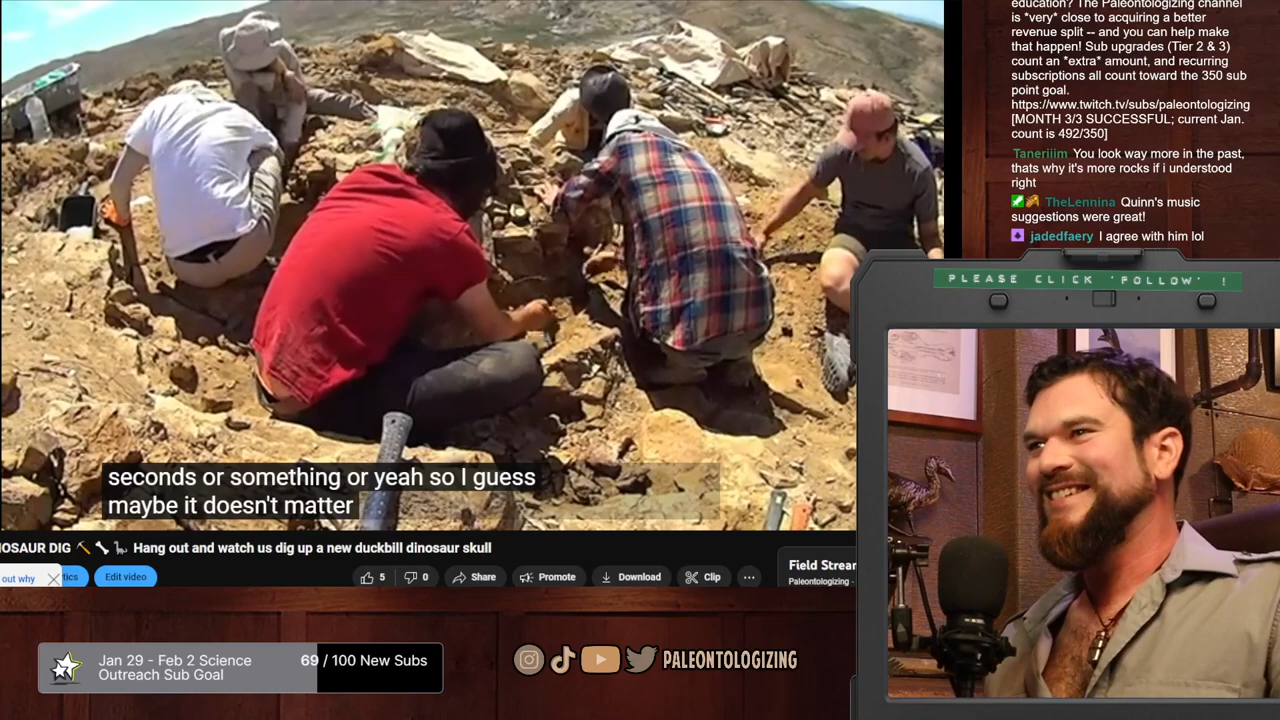 education? The Paleontologizing channel
is *very* close to acquiring a better
revenue split -- and you can help make
that happen! Sub upgrades (Tier 2 & 3)
count an *extra* amount, and recurring
subscriptions all count toward the 350 sub
point goal.
https://www.twitch.tv/subs/paleontologizing
[MONTH 3/3 SUCCESSFUL; current Jan.
count is 492/350]
Taneriiim You look way more in the past,
thats why it's more rocks if i understood
right
TheLennina Quinn's music
suggestions were great!
jadedfaery I agree with him lol
PLEASE CLICK 'FOLLOW' !
seconds or something or yeah so I guess
maybe it doesn't matter
NOSAUR DIG Hang out and watch us dig up a new duckbill dinosaur skull
out why
tics
Edit video
5
0
Share
Promote
Download
Clip
Field Strear
Paleontologizing -
Jan 29 - Feb 2 Science
Outreach Sub Goal
69 / 100 New Subs
PALEONTOLOGIZING